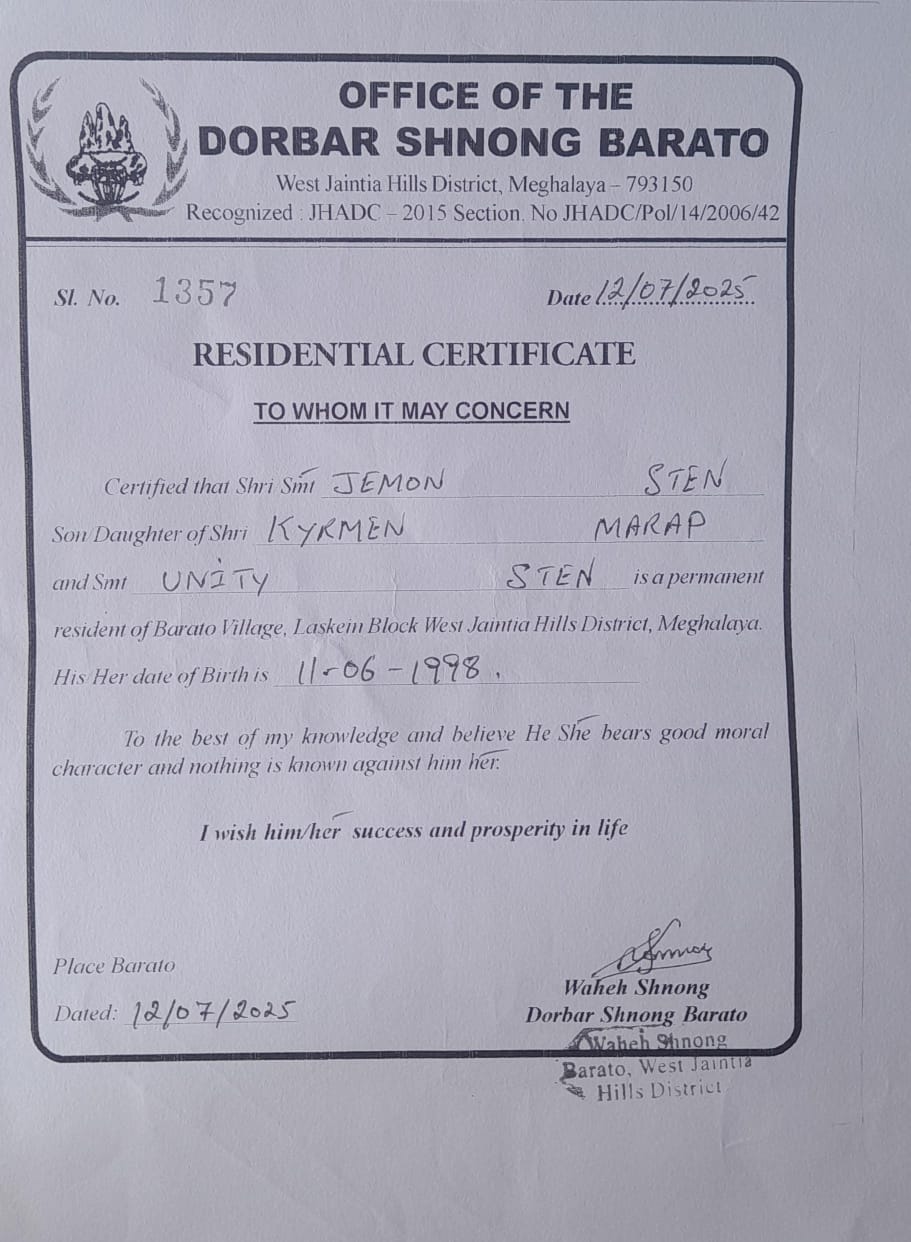 OFFICE OF THE
DORBAR SHNONG BARATO
West Jaintia Hills District, Meghalaya – 793150
Recognized : JHADC – 2015 Section. No JHADC/Pol/14/2006/42
Sl. No. 1357 Date 12/07/2025
RESIDENTIAL CERTIFICATE
TO WHOM IT MAY CONCERN
Certified that Shri Smt JEMON STEN
Son Daughter of Shri KYRMEN MARAP
and Smt UNITY STEN is a permanent
resident of Barato Village, Laskein Block West Jaintia Hills District, Meghalaya.
His Her date of Birth is 11-06-1998.
To the best of my knowledge and believe He She bears good moral
character and nothing is known against him her.
I wish him/her success and prosperity in life
Place Barato
Waheh Shnong
Dated: 12/07/2025 Dorbar Shnong Barato
Waheh Shnong
Barato, West Jaintia
Hills District